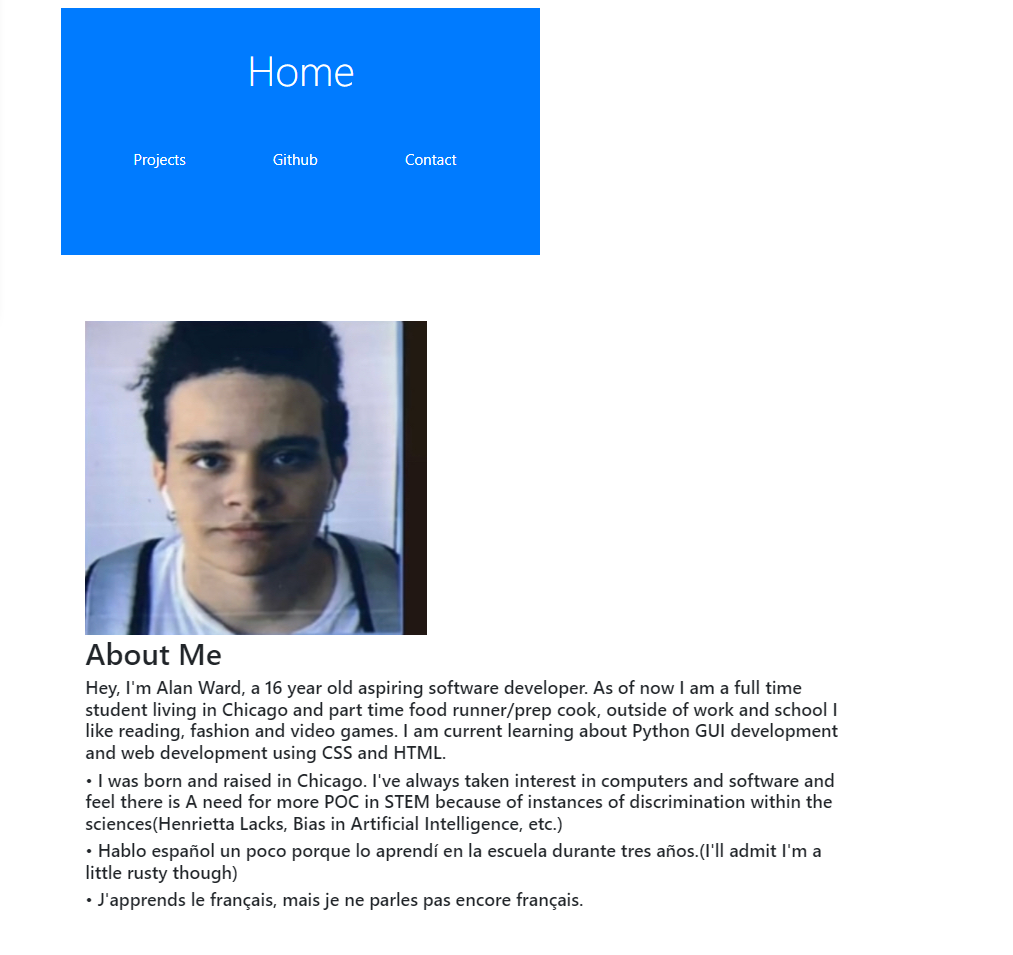 Home
Projects Github Contact
About Me
Hey, I'm Alan Ward, a 16 year old aspiring software developer. As of now I am a full time
student living in Chicago and part time food runner/prep cook, outside of work and school I
like reading, fashion and video games. I am current learning about Python GUI development
and web development using CSS and HTML.
• I was born and raised in Chicago. I've always taken interest in computers and software and
feel there is A need for more POC in STEM because of instances of discrimination within the
sciences(Henrietta Lacks, Bias in Artificial Intelligence, etc.)
• Hablo español un poco porque lo aprendí en la escuela durante tres años.(I'll admit I'm a
little rusty though)
• J'apprends le français, mais je ne parles pas encore français.